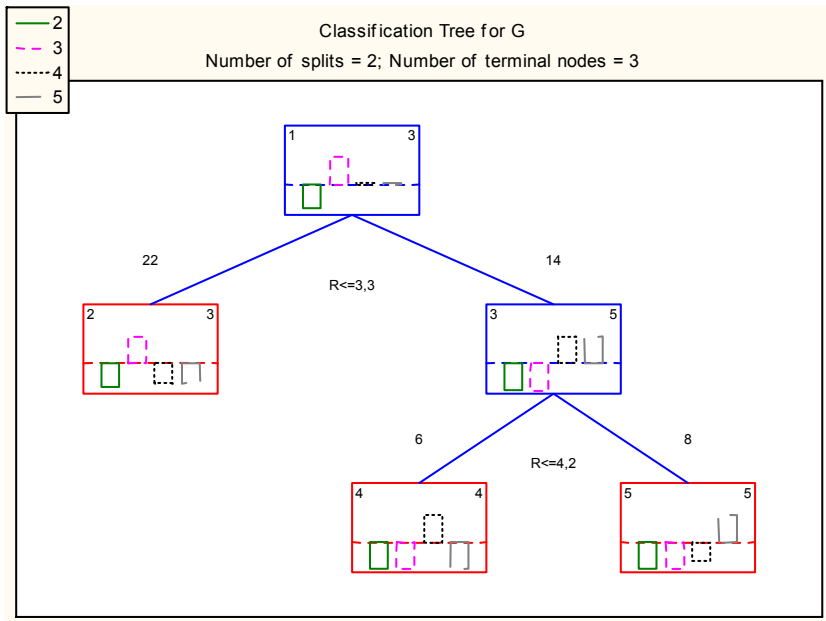 2
3
4
5
Classification Tree for G
Number of splits = 2; Number of terminal nodes = 3
1 3
22 14
R<=3,3
2 3
3 5
6 8
R<=4,2
4 4
5 5